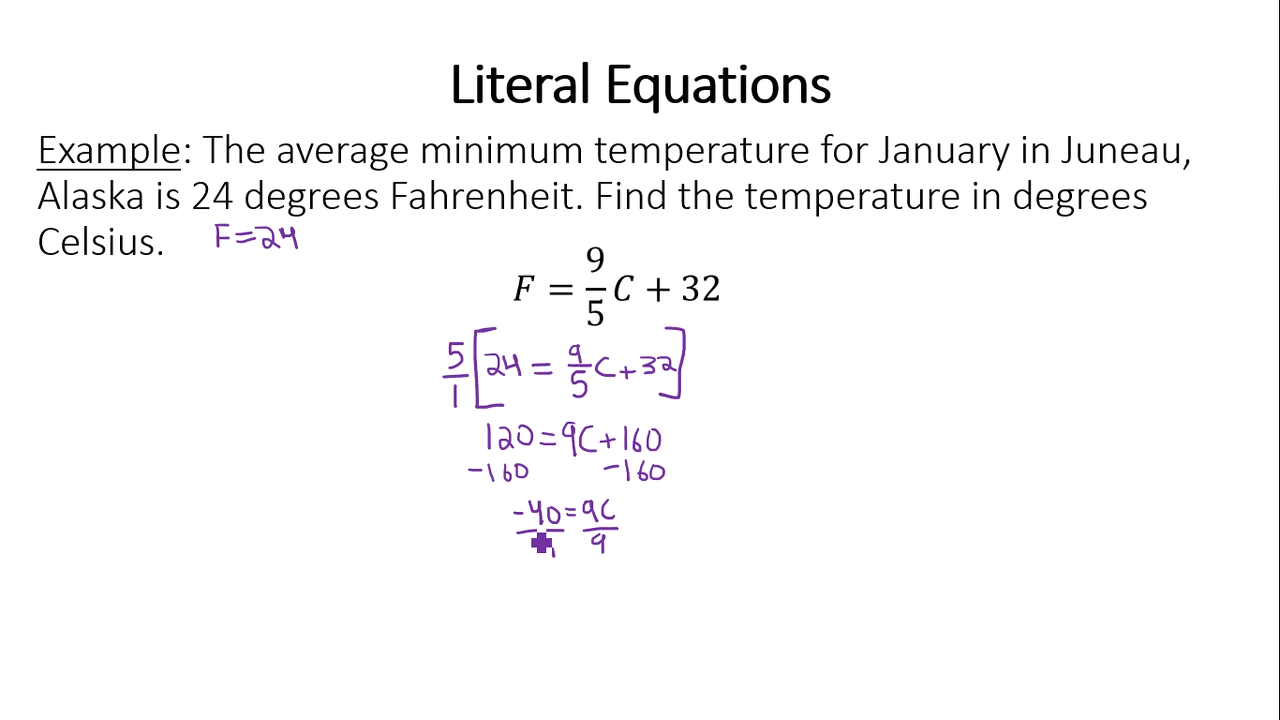 Literal Equations
Example: The average minimum temperature for January in Juneau,
Alaska is 24 degrees Fahrenheit. Find the temperature in degrees
Celsius. F=24
F = 9/5 C + 32
5/1 [24 = 9/5 C + 32]
120 = 9C + 160
-160 -160
-40 = 9C
9